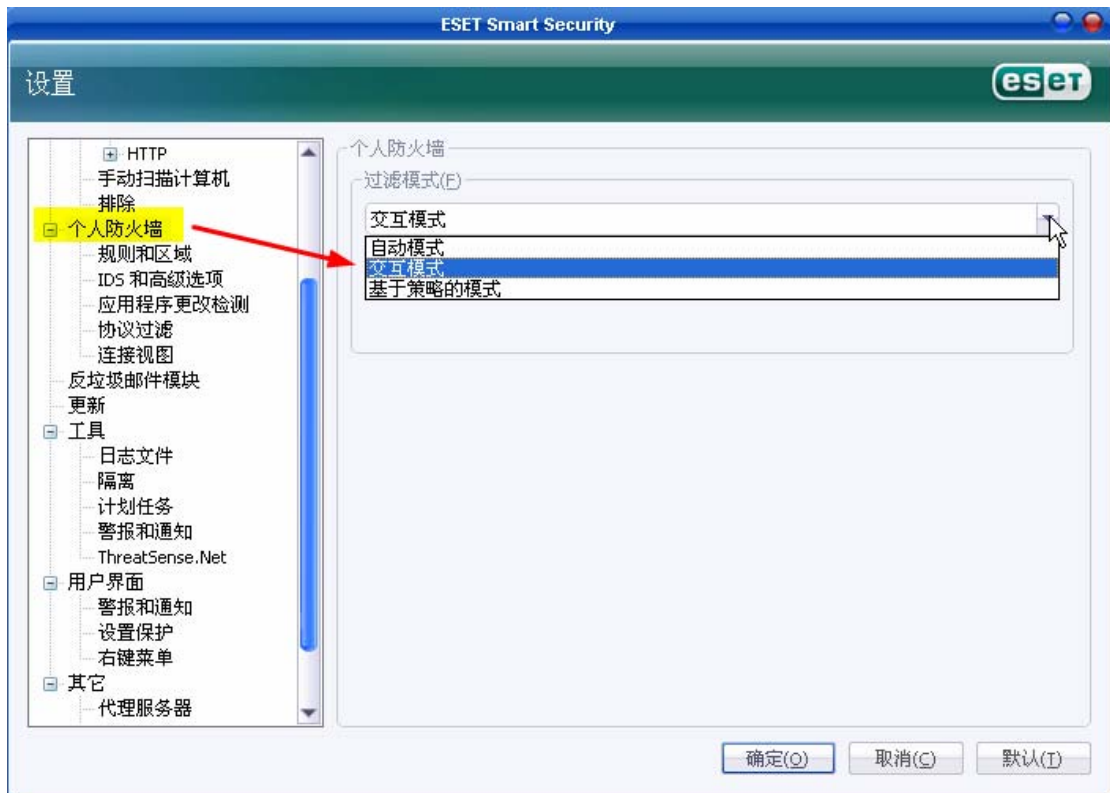 ESET Smart Security
设置
eset
HTTP
手动扫描计算机
排除
个人防火墙
规则和区域
IDS 和高级选项
应用程序更改检测
协议过滤
连接视图
反垃圾邮件模块
更新
工具
日志文件
隔离
计划任务
警报和通知
ThreatSense.Net
用户界面
警报和通知
设置保护
右键菜单
其它
代理服务器
个人防火墙
过滤模式(F)
交互模式
自动模式
交互模式
基于策略的模式
确定(O)
取消(C)
默认(T)